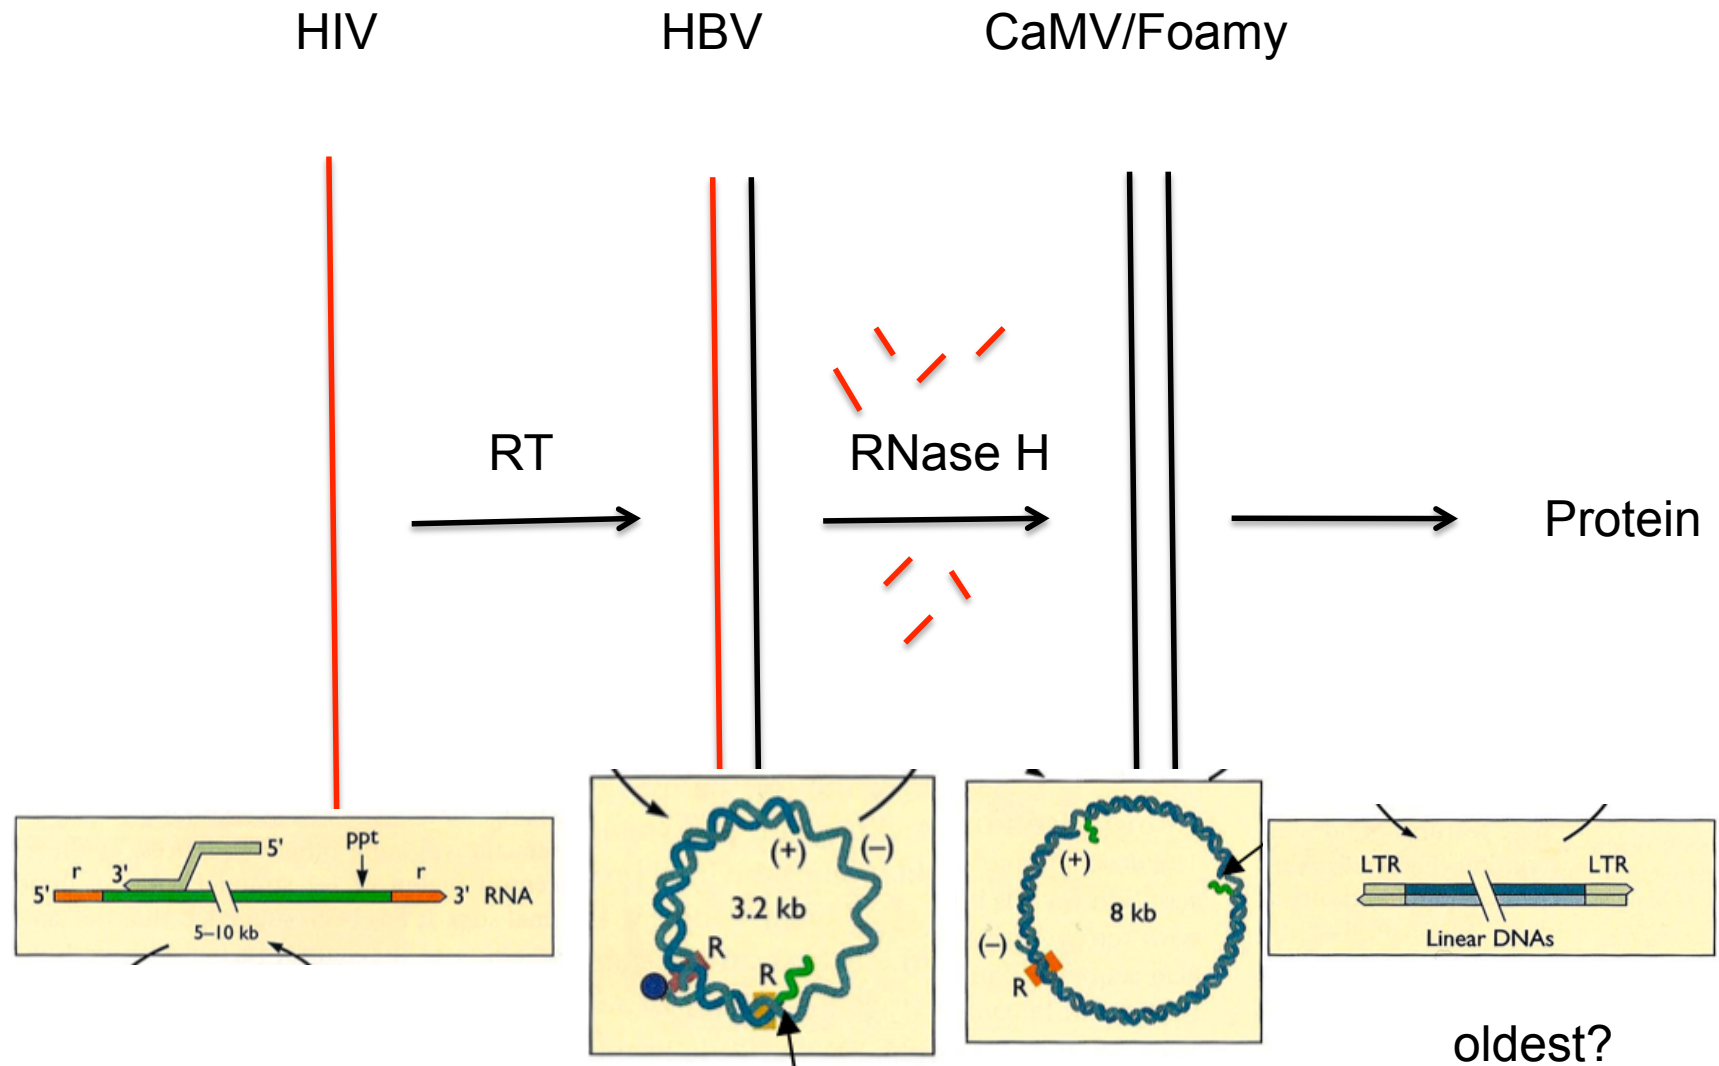 HIV
HBV
CaMV/Foamy
RT
RNase H
Protein
5'
ppt
r
3'
r
5'
3' RNA
5–10 kb
(+)
(-)
3.2 kb
R
R
(+)
8 kb
(-)
R
LTR
LTR
Linear DNAs
oldest?